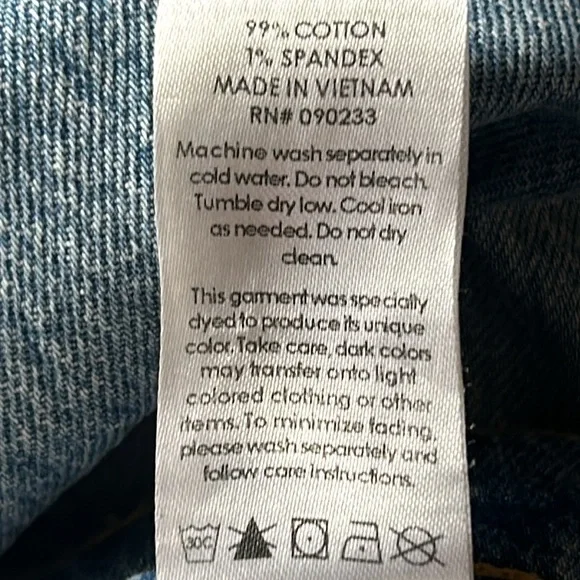 99% COTTON
1% SPANDEX
MADE IN VIETNAM
RN# 090233
Machine wash separately in
cold water. Do not bleach.
Tumble dry low. Cool iron
as needed. Do not dry
clean.
This garment was specially
dyed to produce its unique
color. Take care, dark colors
may transfer onto light
colored clothing or other
items. To minimize fading,
please wash separately and
follow care instructions.
30C